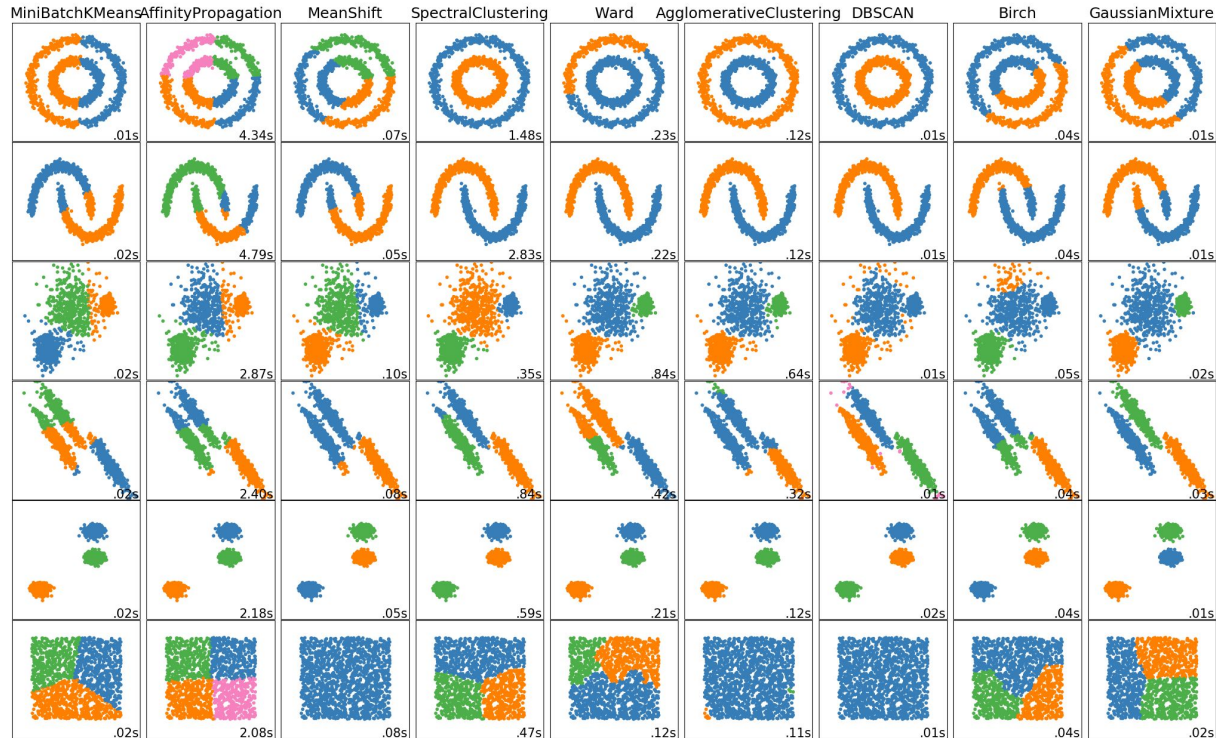 MiniBatchKMeans AffinityPropagation MeanShift SpectralClustering Ward AgglomerativeClustering DBSCAN Birch GaussianMixture
.01s 4.34s .07s 1.48s .23s .12s .01s .04s .01s
.02s 4.79s .05s 2.83s .22s .12s .01s .04s .01s
.02s 2.87s .10s .35s .84s .64s .01s .05s .02s
.02s 2.40s .08s .84s .42s .32s .01s .04s .03s
.02s 2.18s .05s .59s .21s .12s .02s .04s .01s
.02s 2.08s .08s .47s .12s .11s .01s .04s .02s